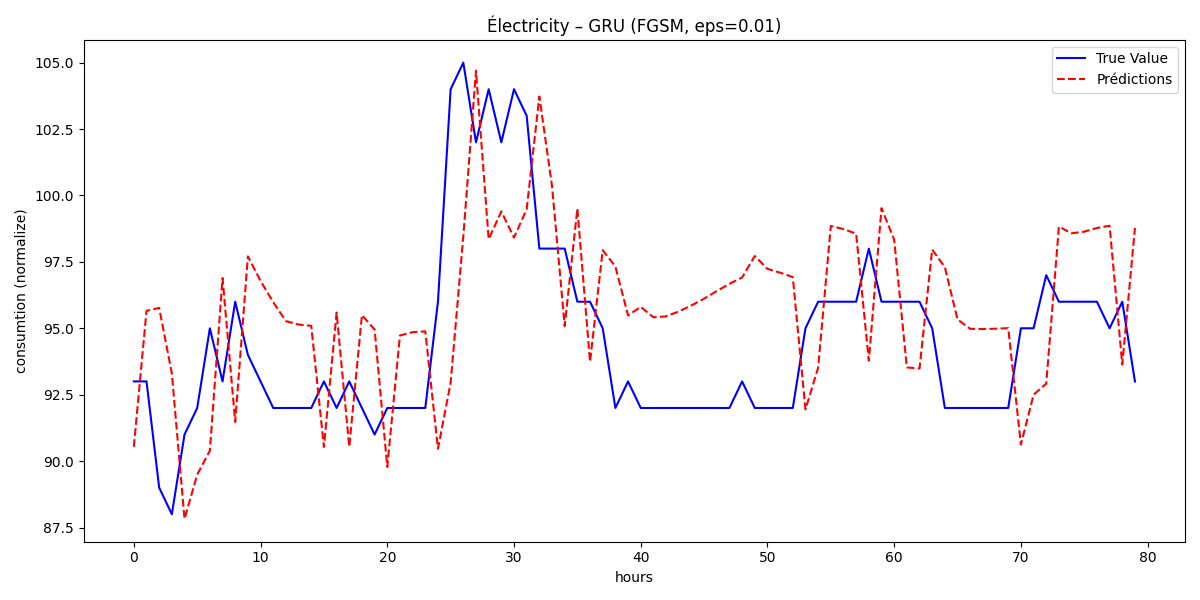 Électricity – GRU (FGSM, eps=0.01)
True Value
Prédictions
consumtion (normalize)
105.0
102.5
100.0
97.5
95.0
92.5
90.0
87.5
0 10 20 30 40 50 60 70 80
hours